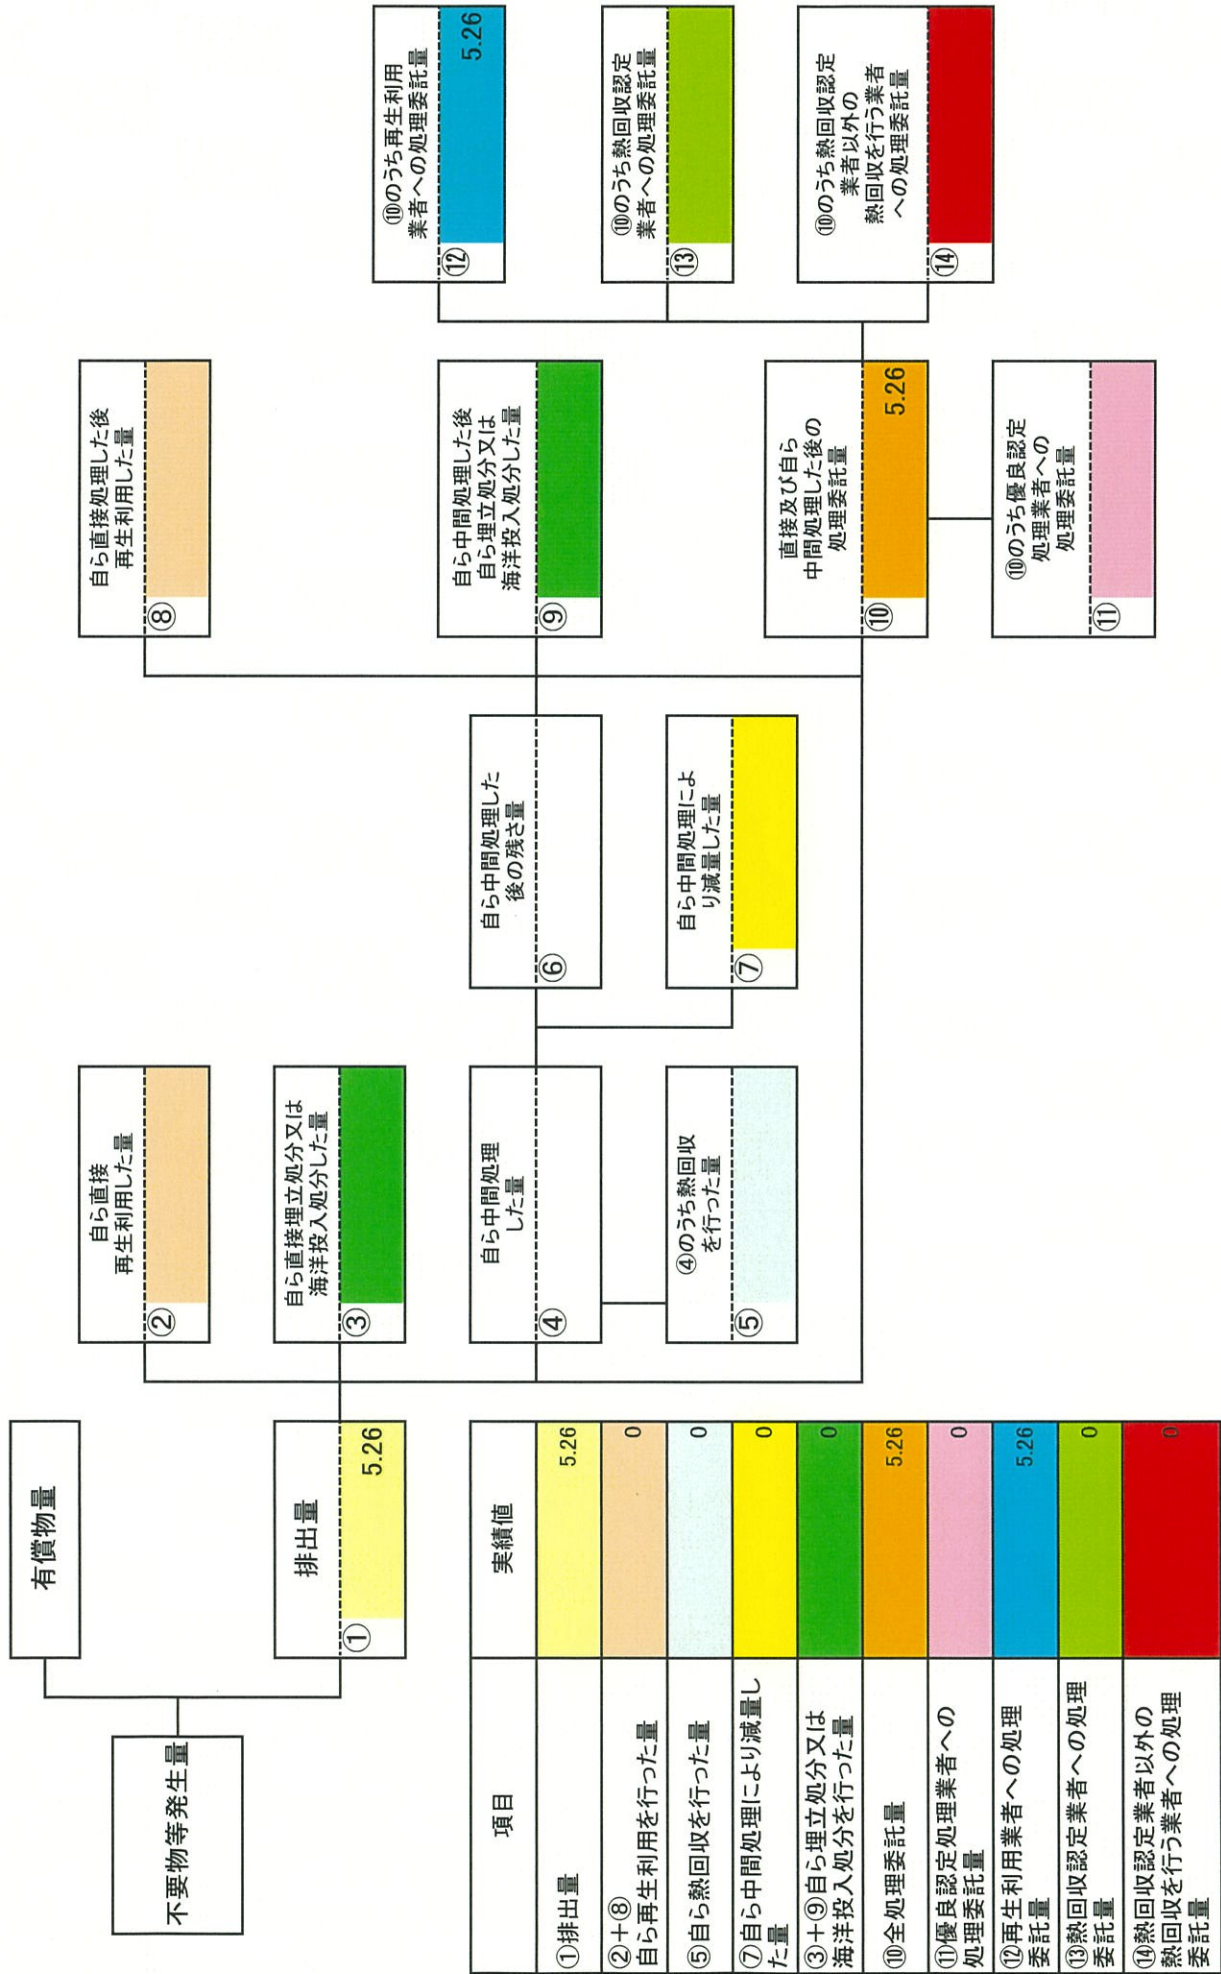 不要物等発生量
有償物量
排出量
①
5.26
自ら直接
再生利用した量
②
自ら直接埋立処分又は
海洋投入処分した量
③
自ら中間処理
した量
④
④のうち熱回収
を行った量
⑤
自ら中間処理した
後の残さ量
⑥
自ら中間処理によ
り減量した量
⑦
自ら直接処理した後
再生利用した量
⑧
自ら中間処理した後
自ら埋立処分又は
海洋投入処分した量
⑨
直接及び自ら
中間処理した後の
処理委託量
⑩
5.26
⑩のうち優良認定
処理業者への
処理委託量
⑪
⑩のうち再生利用
業者への処理委託量
⑫
5.26
⑩のうち熱回収認定
業者への処理委託量
⑬
⑩のうち熱回収認定
業者以外の
熱回収を行う業者
への処理委託量
⑭
項目
実績値
①排出量
5.26
②+⑧
自ら再生利用を行った量
0
⑤自ら熱回収を行った量
0
⑦自ら中間処理により減量し
た量
0
③+⑨自ら埋立処分又は
海洋投入処分を行った量
0
⑩全処理委託量
5.26
⑪優良認定処理業者への
処理委託量
0
⑫再生利用業者への処理
委託量
5.26
⑬熱回収認定業者への処理
委託量
0
⑭熱回収認定業者以外の
熱回収を行う業者への処理
委託量
0